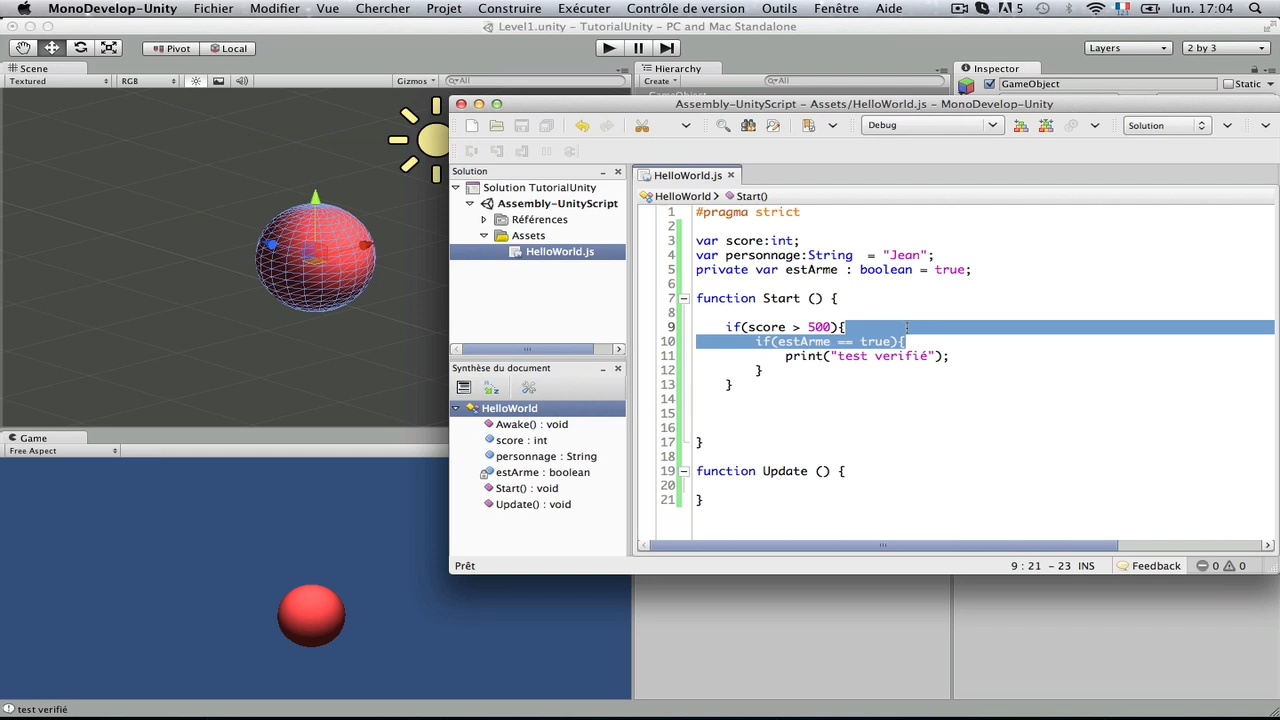 MonoDevelop-Unity Fichier Modifier Vue Chercher Projet Construire Exécuter Contrôle de version Outils Fenêtre Aide 5 lun. 17:04
Level1.unity – TutorialUnity – PC and Mac Standalone
Pivot Local Layers 2 by 3
Scene Hierarchy Inspector
Textured RGB Gizmos All Create All GameObject Static
Assembly-UnityScript – Assets/HelloWorld.js – MonoDevelop-Unity
Debug Solution
Solution
Solution TutorialUnity
Assembly-UnityScript
Références
Assets
HelloWorld.js
Synthèse du document
HelloWorld
Awake() : void
score : int
personnage : String
estArme : boolean
Start() : void
Update() : void
HelloWorld.js
HelloWorld Start()
1 #pragma strict
2
3 var score:int;
4 var personnage:String  = "Jean";
5 private var estArme : boolean = true;
6
7 function Start () {
8
9 if(score > 500){
10 if(estArme == true){
11 print("test verifié");
12 }
13 }
14
15
16
17 }
18
19 function Update () {
20
21 }
Prêt 9 : 21 - 23 INS Feedback 0 0
Game
Free Aspect
test verifié